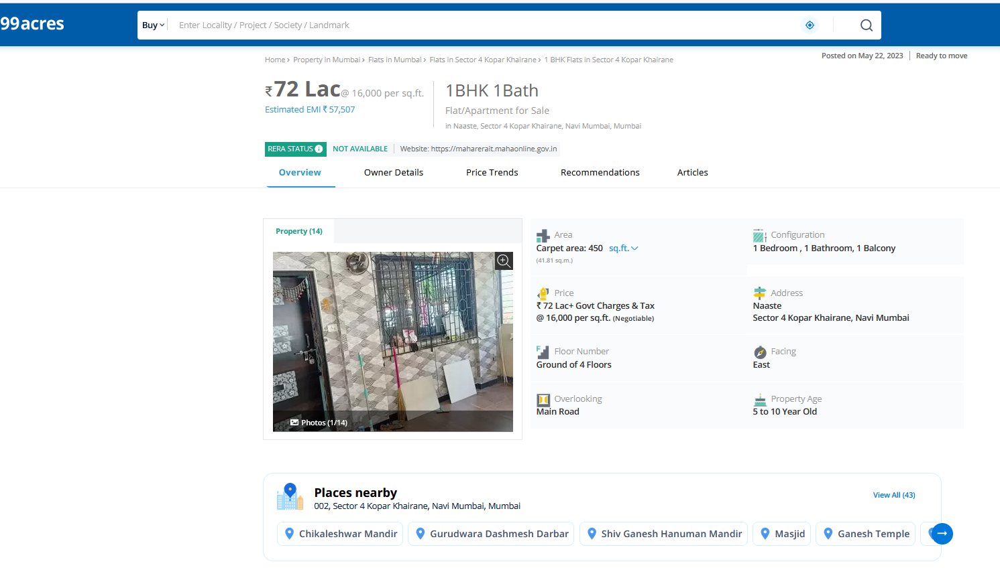 99acres
Buy
Enter Locality / Project / Society / Landmark
Home › Property in Mumbai › Flats in Mumbai › Flats in Sector 4 Kopar Khairane › 1 BHK Flats in Sector 4 Kopar Khairane
Posted on May 22, 2023 | Ready to move
₹ 72 Lac @ 16,000 per sq.ft.
Estimated EMI ₹ 57,507
1BHK 1Bath
Flat/Apartment for Sale
in Naaste, Sector 4 Kopar Khairane, Navi Mumbai, Mumbai
RERA STATUS i NOT AVAILABLE | Website: https://maharerait.mahaonline.gov.in
Overview Owner Details Price Trends Recommendations Articles
Property (14)
Photos (1/14)
Area
Carpet area: 450 sq.ft.
(41.81 sq.m.)
Configuration
1 Bedroom , 1 Bathroom, 1 Balcony
Price
₹ 72 Lac+ Govt Charges & Tax
@ 16,000 per sq.ft. (Negotiable)
Address
Naaste
Sector 4 Kopar Khairane, Navi Mumbai
F
Floor Number
Ground of 4 Floors
Facing
East
Overlooking
Main Road
Property Age
5 to 10 Year Old
Places nearby
002, Sector 4 Kopar Khairane, Navi Mumbai, Mumbai
View All (43)
Chikaleshwar Mandir Gurudwara Dashmesh Darbar Shiv Ganesh Hanuman Mandir Masjid Ganesh Temple